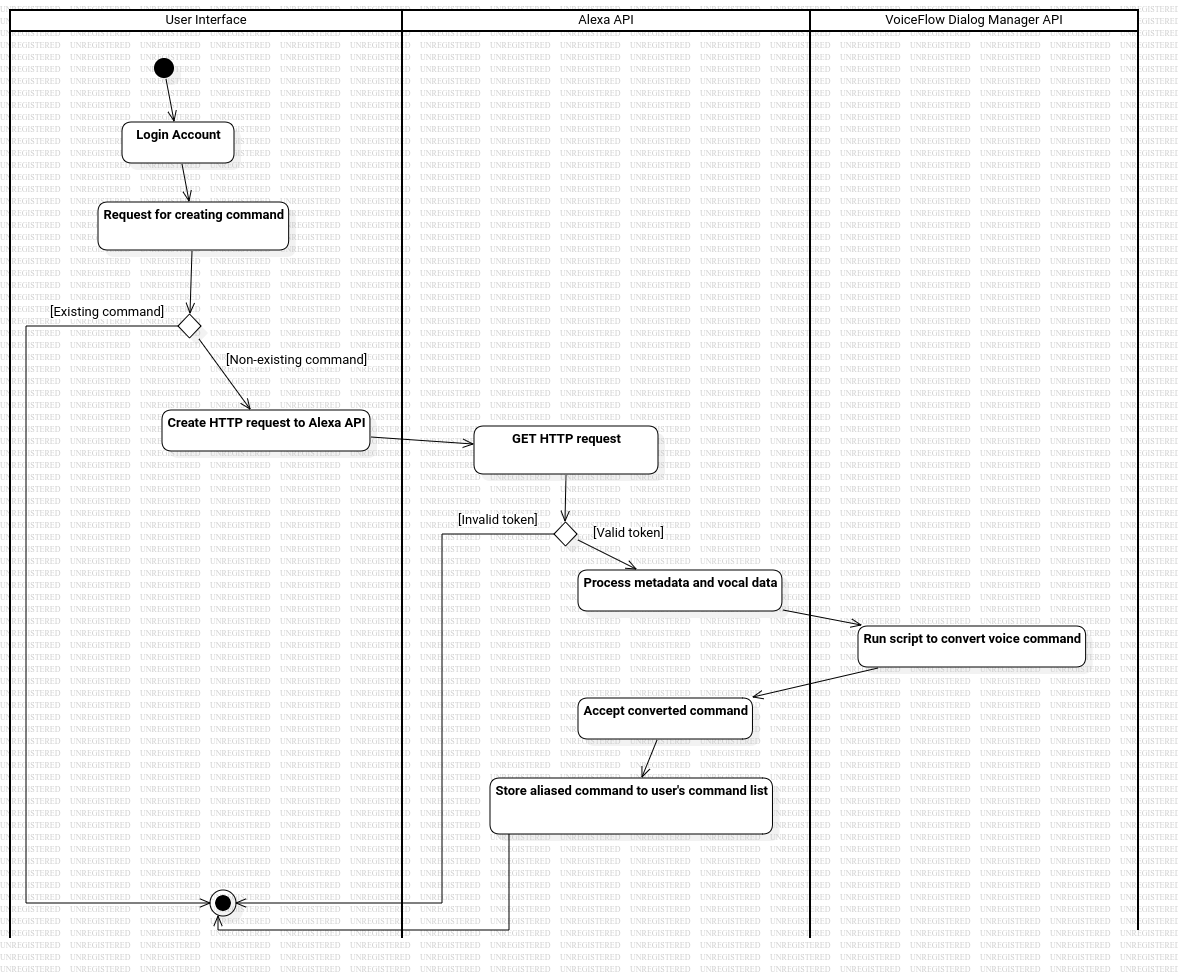 User Interface
Alexa API
VoiceFlow Dialog Manager API
Login Account
Request for creating command
[Existing command]
[Non-existing command]
Create HTTP request to Alexa API
GET HTTP request
[Invalid token]
[Valid token]
Process metadata and vocal data
Run script to convert voice command
Accept converted command
Store aliased command to user's command list
UNREGISTERED